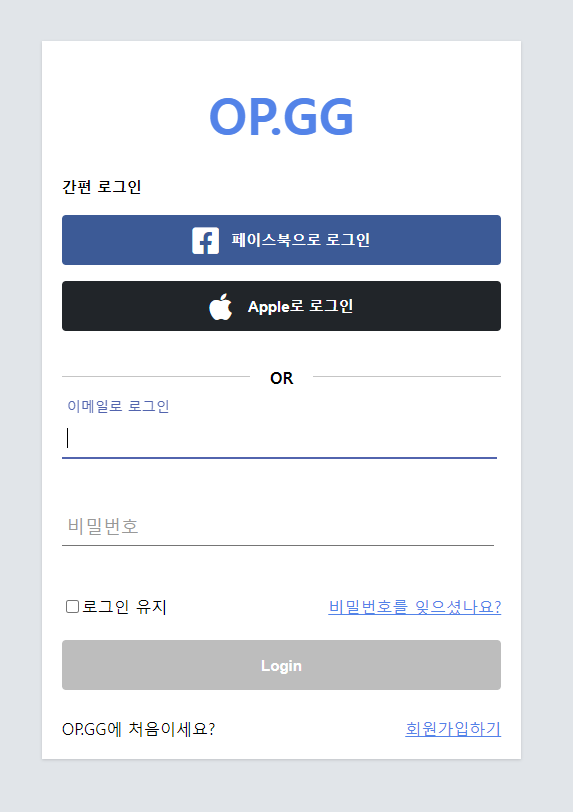 OP.GG
간편 로그인
페이스북으로 로그인
Apple로 로그인
OR
이메일로 로그인
비밀번호
로그인 유지 비밀번호를 잊으셨나요?
Login
OP.GG에 처음이세요? 회원가입하기